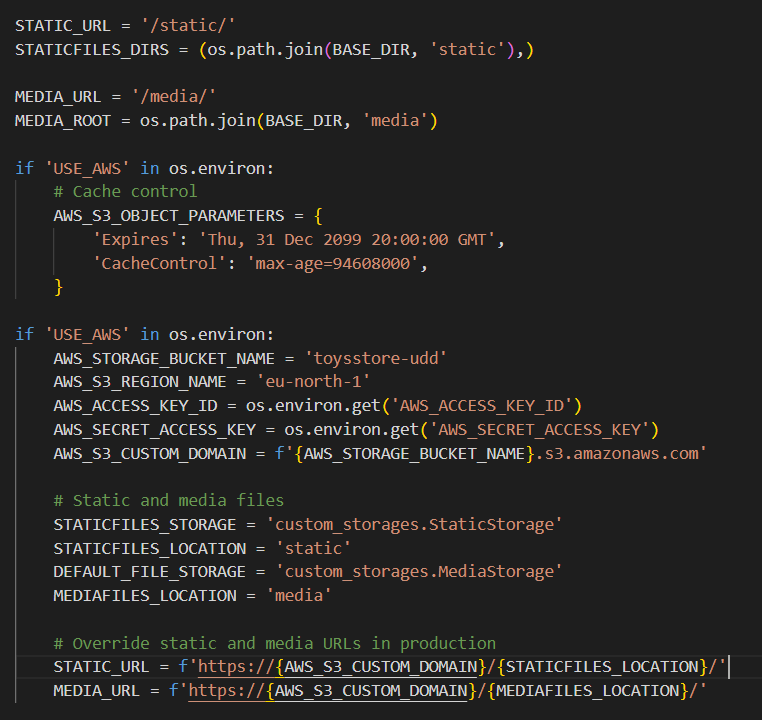 STATIC_URL = '/static/'
STATICFILES_DIRS = (os.path.join(BASE_DIR, 'static'),)

MEDIA_URL = '/media/'
MEDIA_ROOT = os.path.join(BASE_DIR, 'media')

if 'USE_AWS' in os.environ:
    # Cache control
    AWS_S3_OBJECT_PARAMETERS = {
        'Expires': 'Thu, 31 Dec 2099 20:00:00 GMT',
        'CacheControl': 'max-age=94608000',
    }

if 'USE_AWS' in os.environ:
    AWS_STORAGE_BUCKET_NAME = 'toysstore-udd'
    AWS_S3_REGION_NAME = 'eu-north-1'
    AWS_ACCESS_KEY_ID = os.environ.get('AWS_ACCESS_KEY_ID')
    AWS_SECRET_ACCESS_KEY = os.environ.get('AWS_SECRET_ACCESS_KEY')
    AWS_S3_CUSTOM_DOMAIN = f'{AWS_STORAGE_BUCKET_NAME}.s3.amazonaws.com'

    # Static and media files
    STATICFILES_STORAGE = 'custom_storages.StaticStorage'
    STATICFILES_LOCATION = 'static'
    DEFAULT_FILE_STORAGE = 'custom_storages.MediaStorage'
    MEDIAFILES_LOCATION = 'media'

    # Override static and media URLs in production
    STATIC_URL = f'https://{AWS_S3_CUSTOM_DOMAIN}/{STATICFILES_LOCATION}/'
    MEDIA_URL = f'https://{AWS_S3_CUSTOM_DOMAIN}/{MEDIAFILES_LOCATION}/'